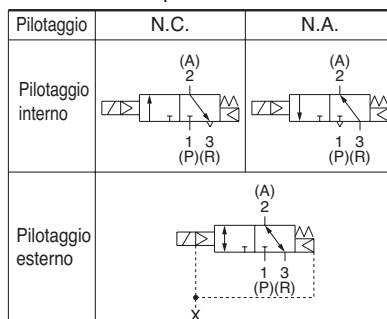 Pilotaggio N.C. N.A.
Pilotaggio
interno
(A)
2
1 3
(P)(R)
(A)
2
1 3
(P)(R)
Pilotaggio
esterno
(A)
2
1 3
(P)(R)
X